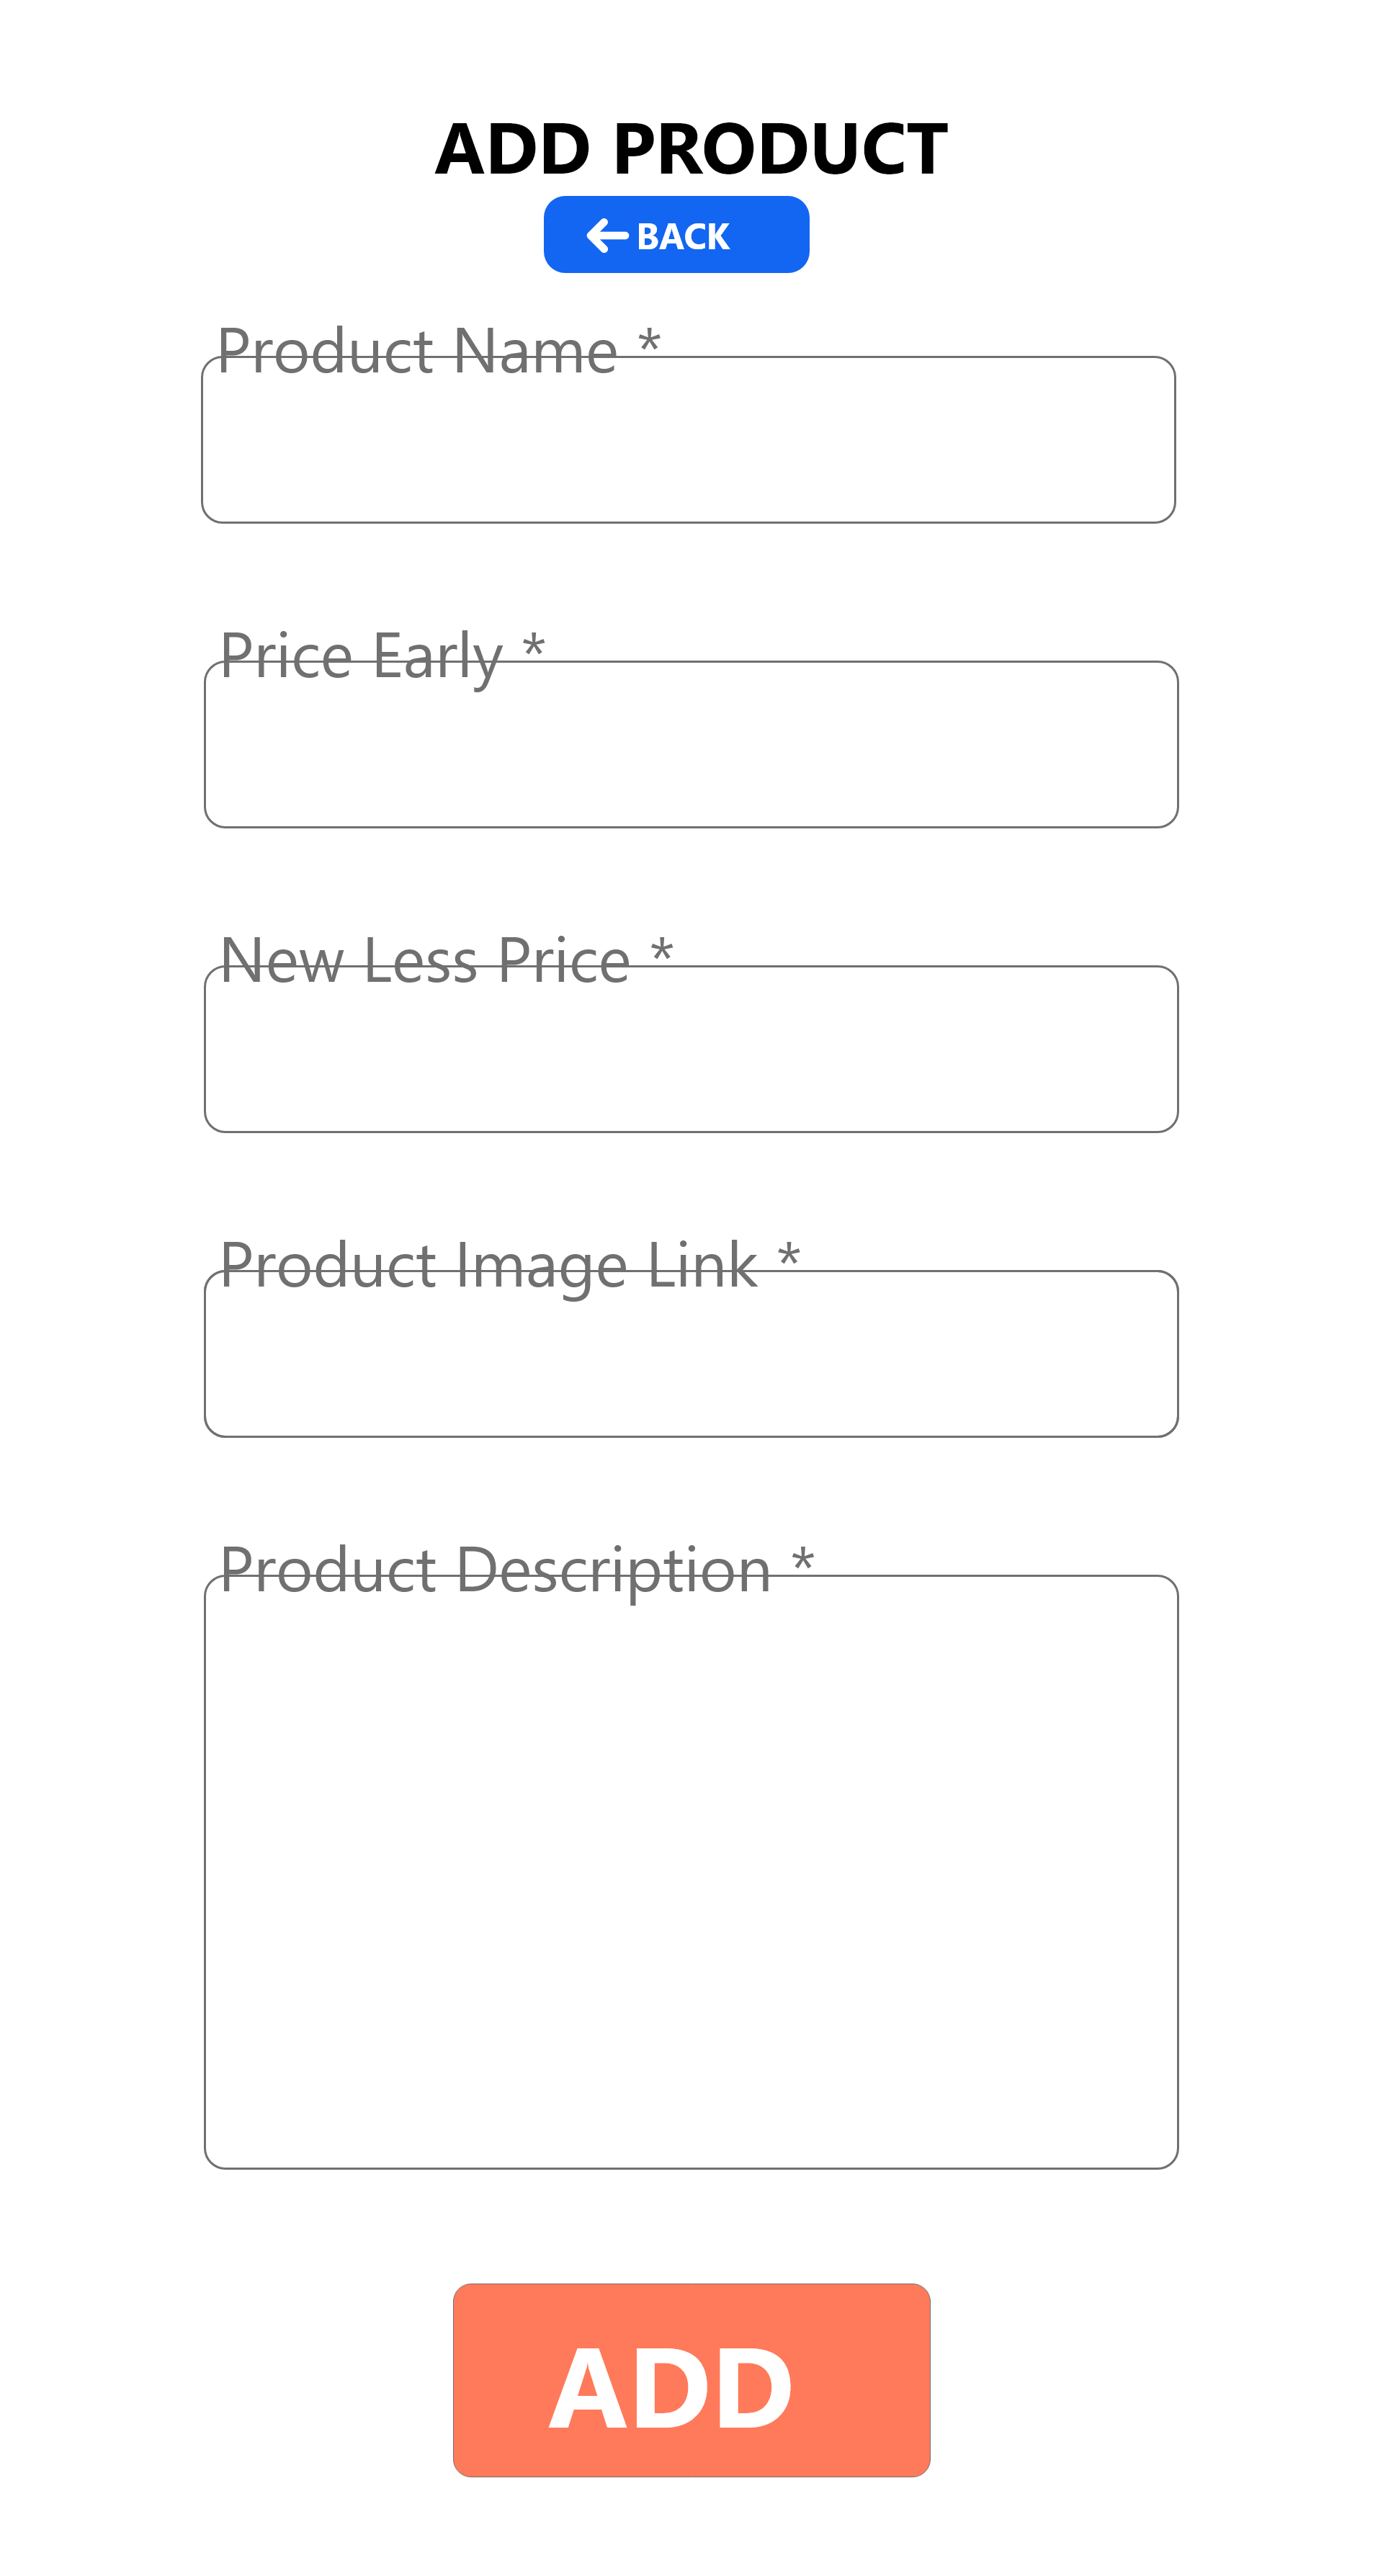 ADD PRODUCT
BACK
Product Name *
Price Early *
New Less Price *
Product Image Link *
Product Description *
ADD